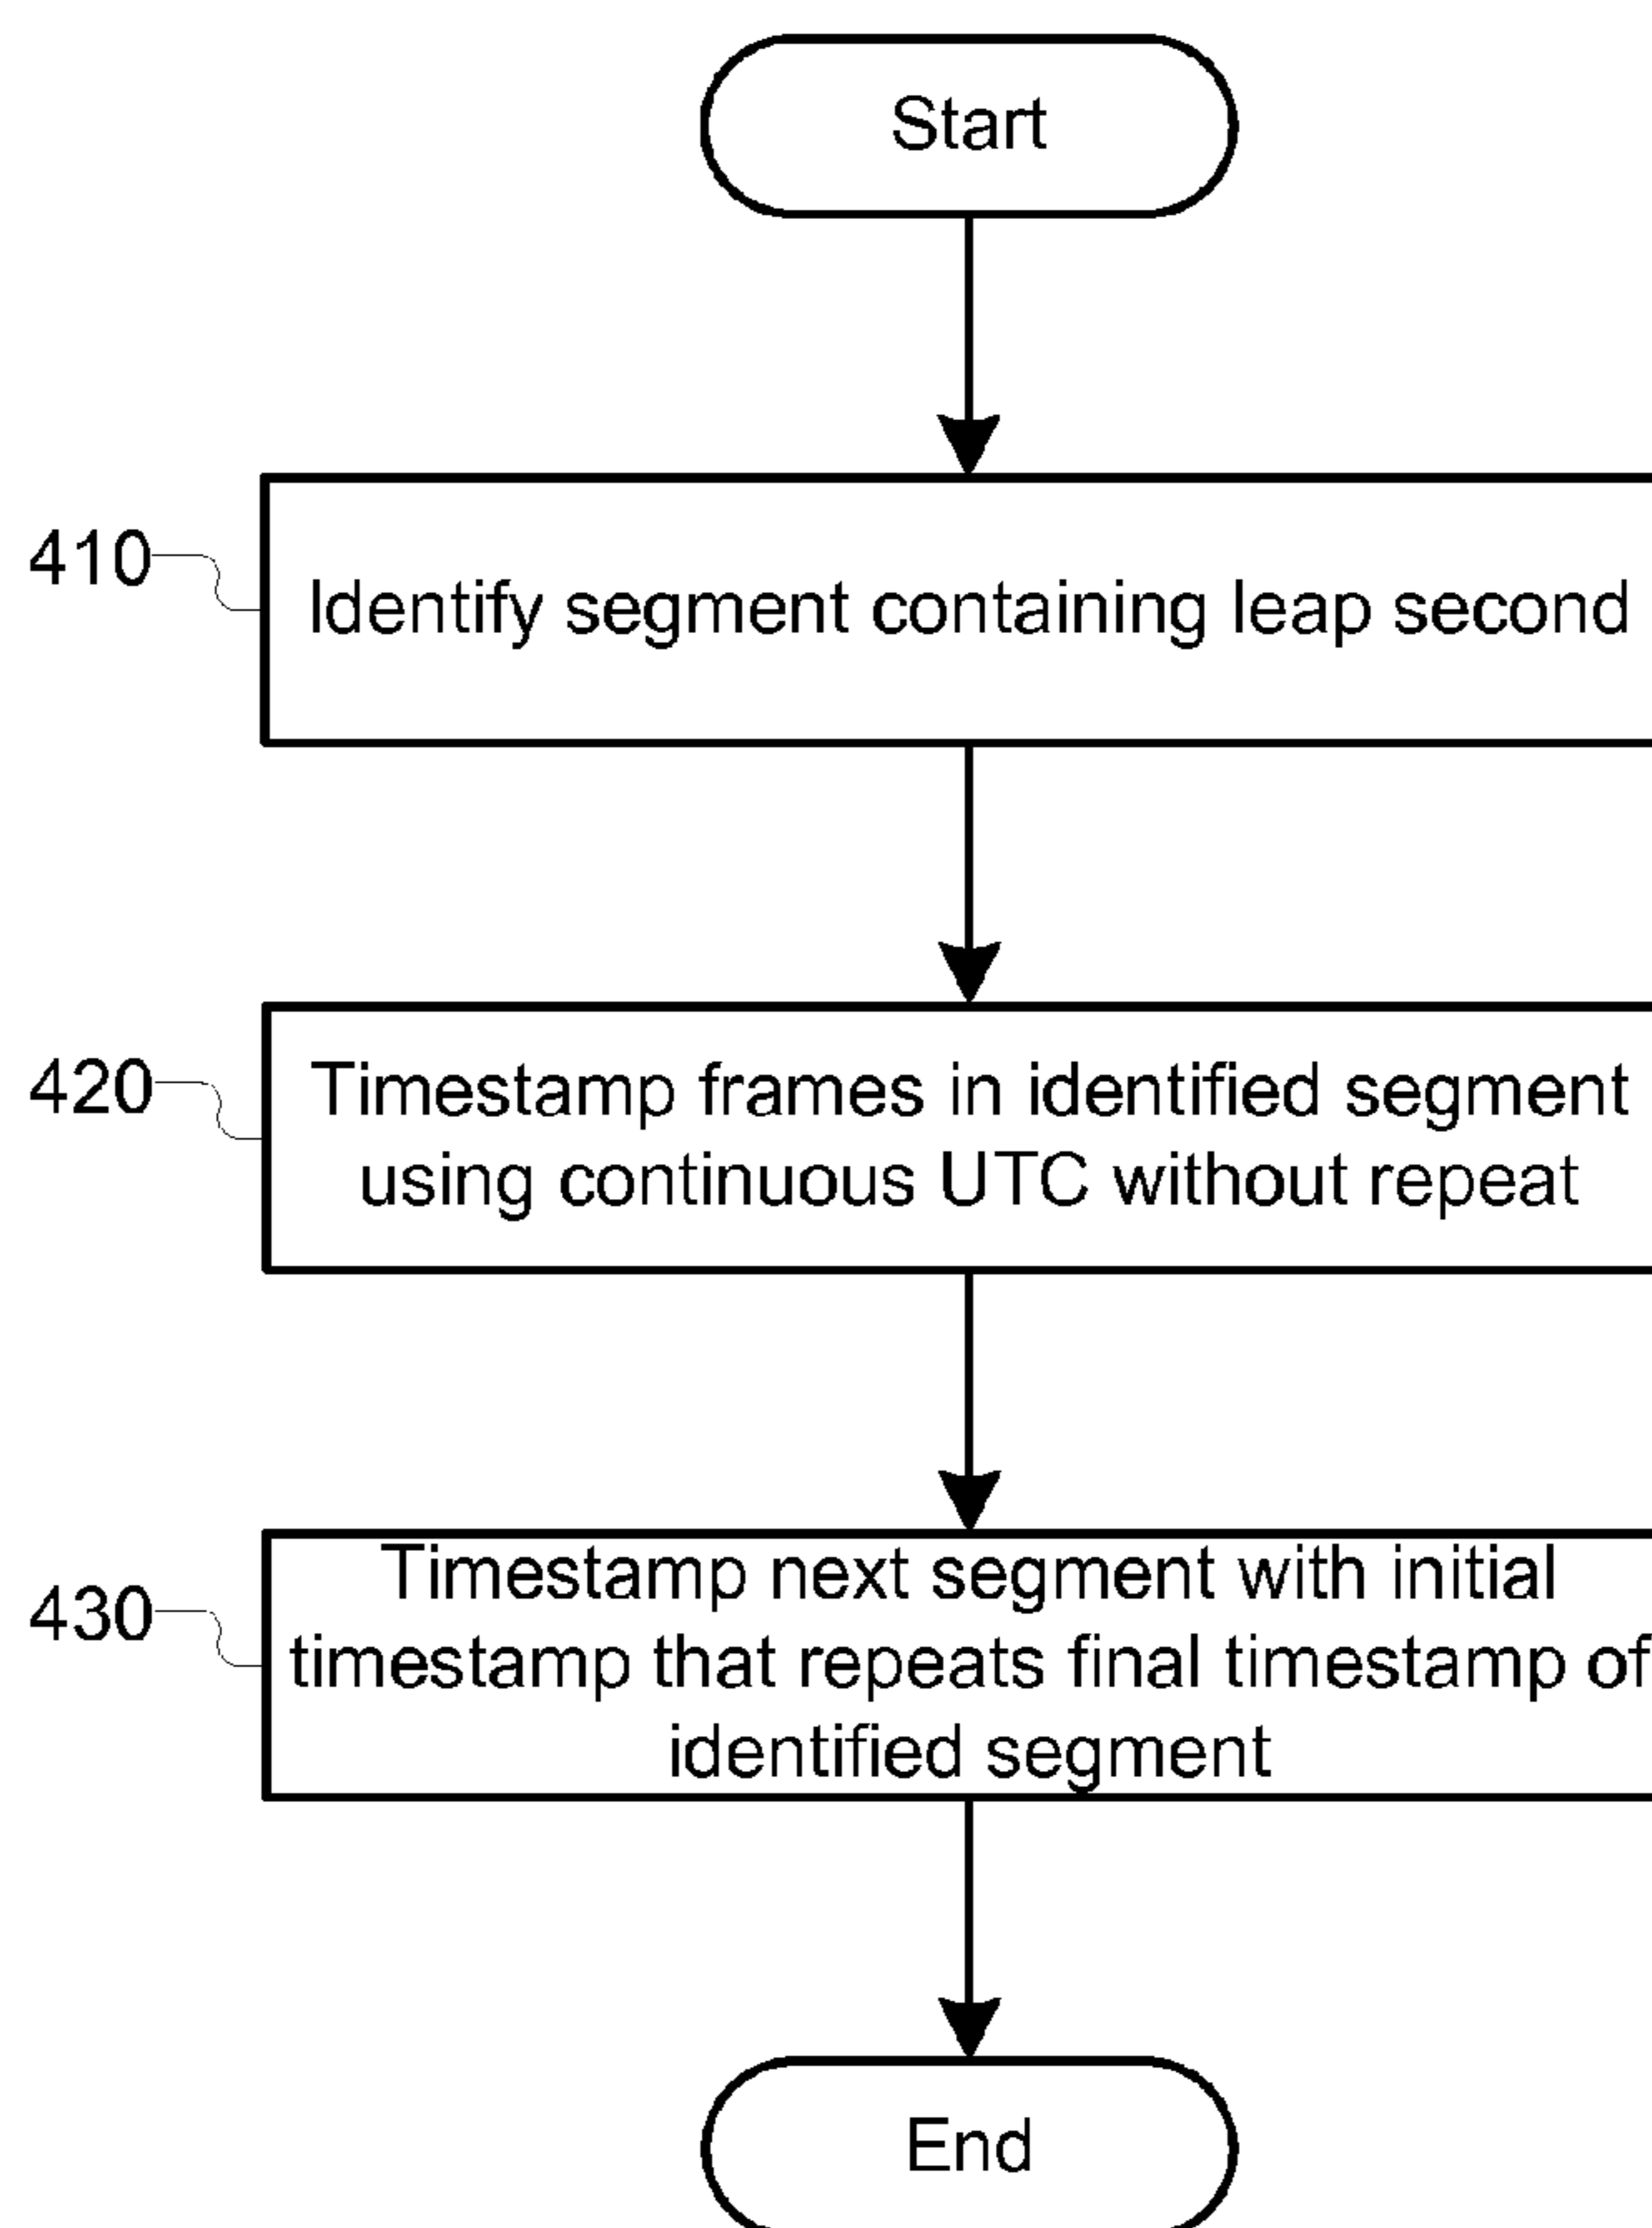 Start
410
Identify segment containing leap second
420
Timestamp frames in identified segment
using continuous UTC without repeat
430
Timestamp next segment with initial
timestamp that repeats final timestamp of
identified segment
End